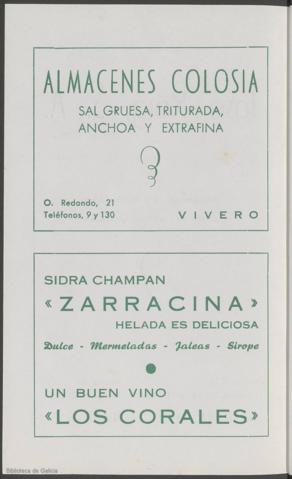 ALMACENES COLOSIA
SAL GRUESA, TRITURADA,
ANCHOA Y EXTRAFINA
O. Redondo, 21
Teléfonos, 9 y 130
VIVERO
SIDRA CHAMPAN
« ZARRACINA »
HELADA ES DELICIOSA
Dulce - Mermeladas - Jaleas - Sirope
UN BUEN VINO
«LOS CORALES»
Biblioteca de Galicia